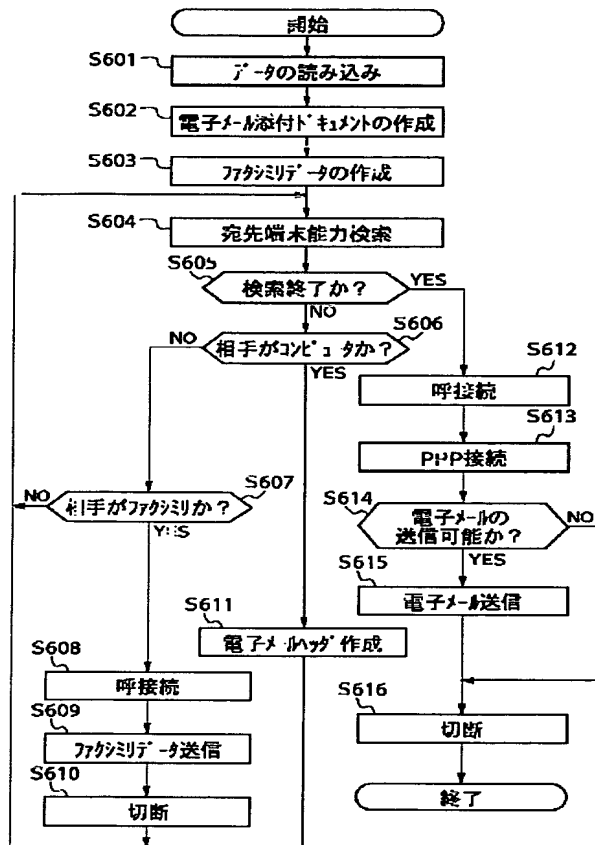 開始
S601
データの読み込み
S602
電子メール添付ドキュメントの作成
S603
ファクシミリデータの作成
S604
宛先端末能力検索
S605
検索終了か?
YES
NO
S606
相手がコンピュータか?
NO
YES
S607
相手がファクシミリか?
NO
YES
S608
呼接続
S609
ファクシミリデータ送信
S610
切断
S611
電子メールヘッダ作成
S612
呼接続
S613
PPP接続
S614
電子メールの
送信可能か?
NO
YES
S615
電子メール送信
S616
切断
終了